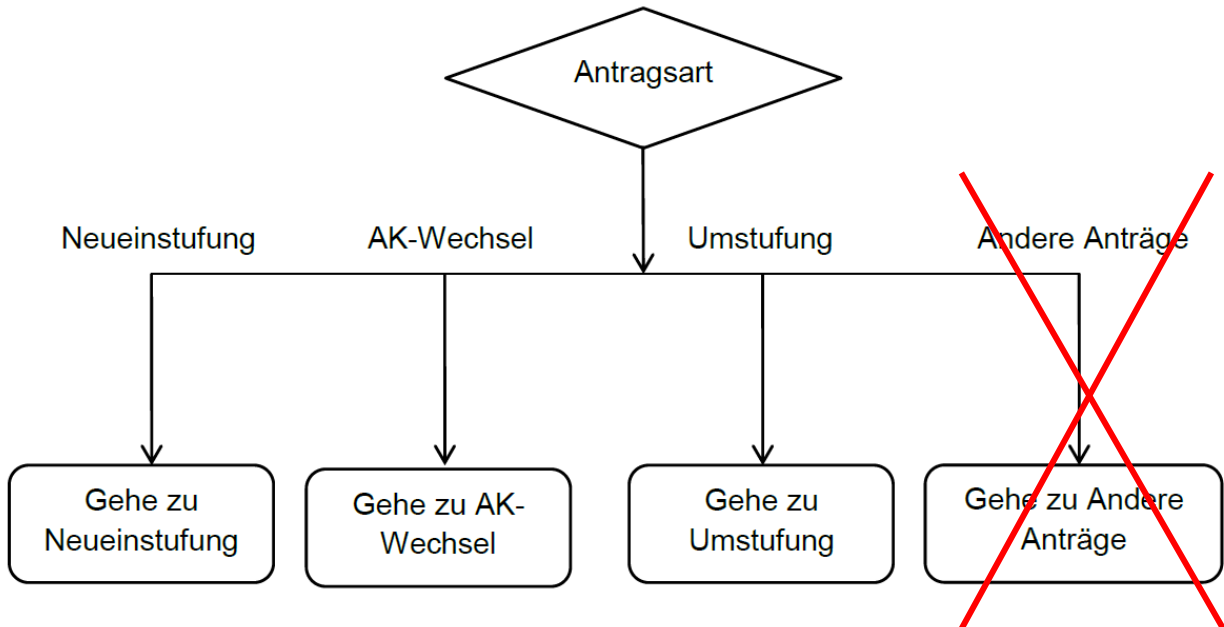 Antragsart
Neueinstufung
AK-Wechsel
Umstufung
Andere Anträge
Gehe zu
Neueinstufung
Gehe zu AK-
Wechsel
Gehe zu
Umstufung
Gehe zu Andere
Anträge